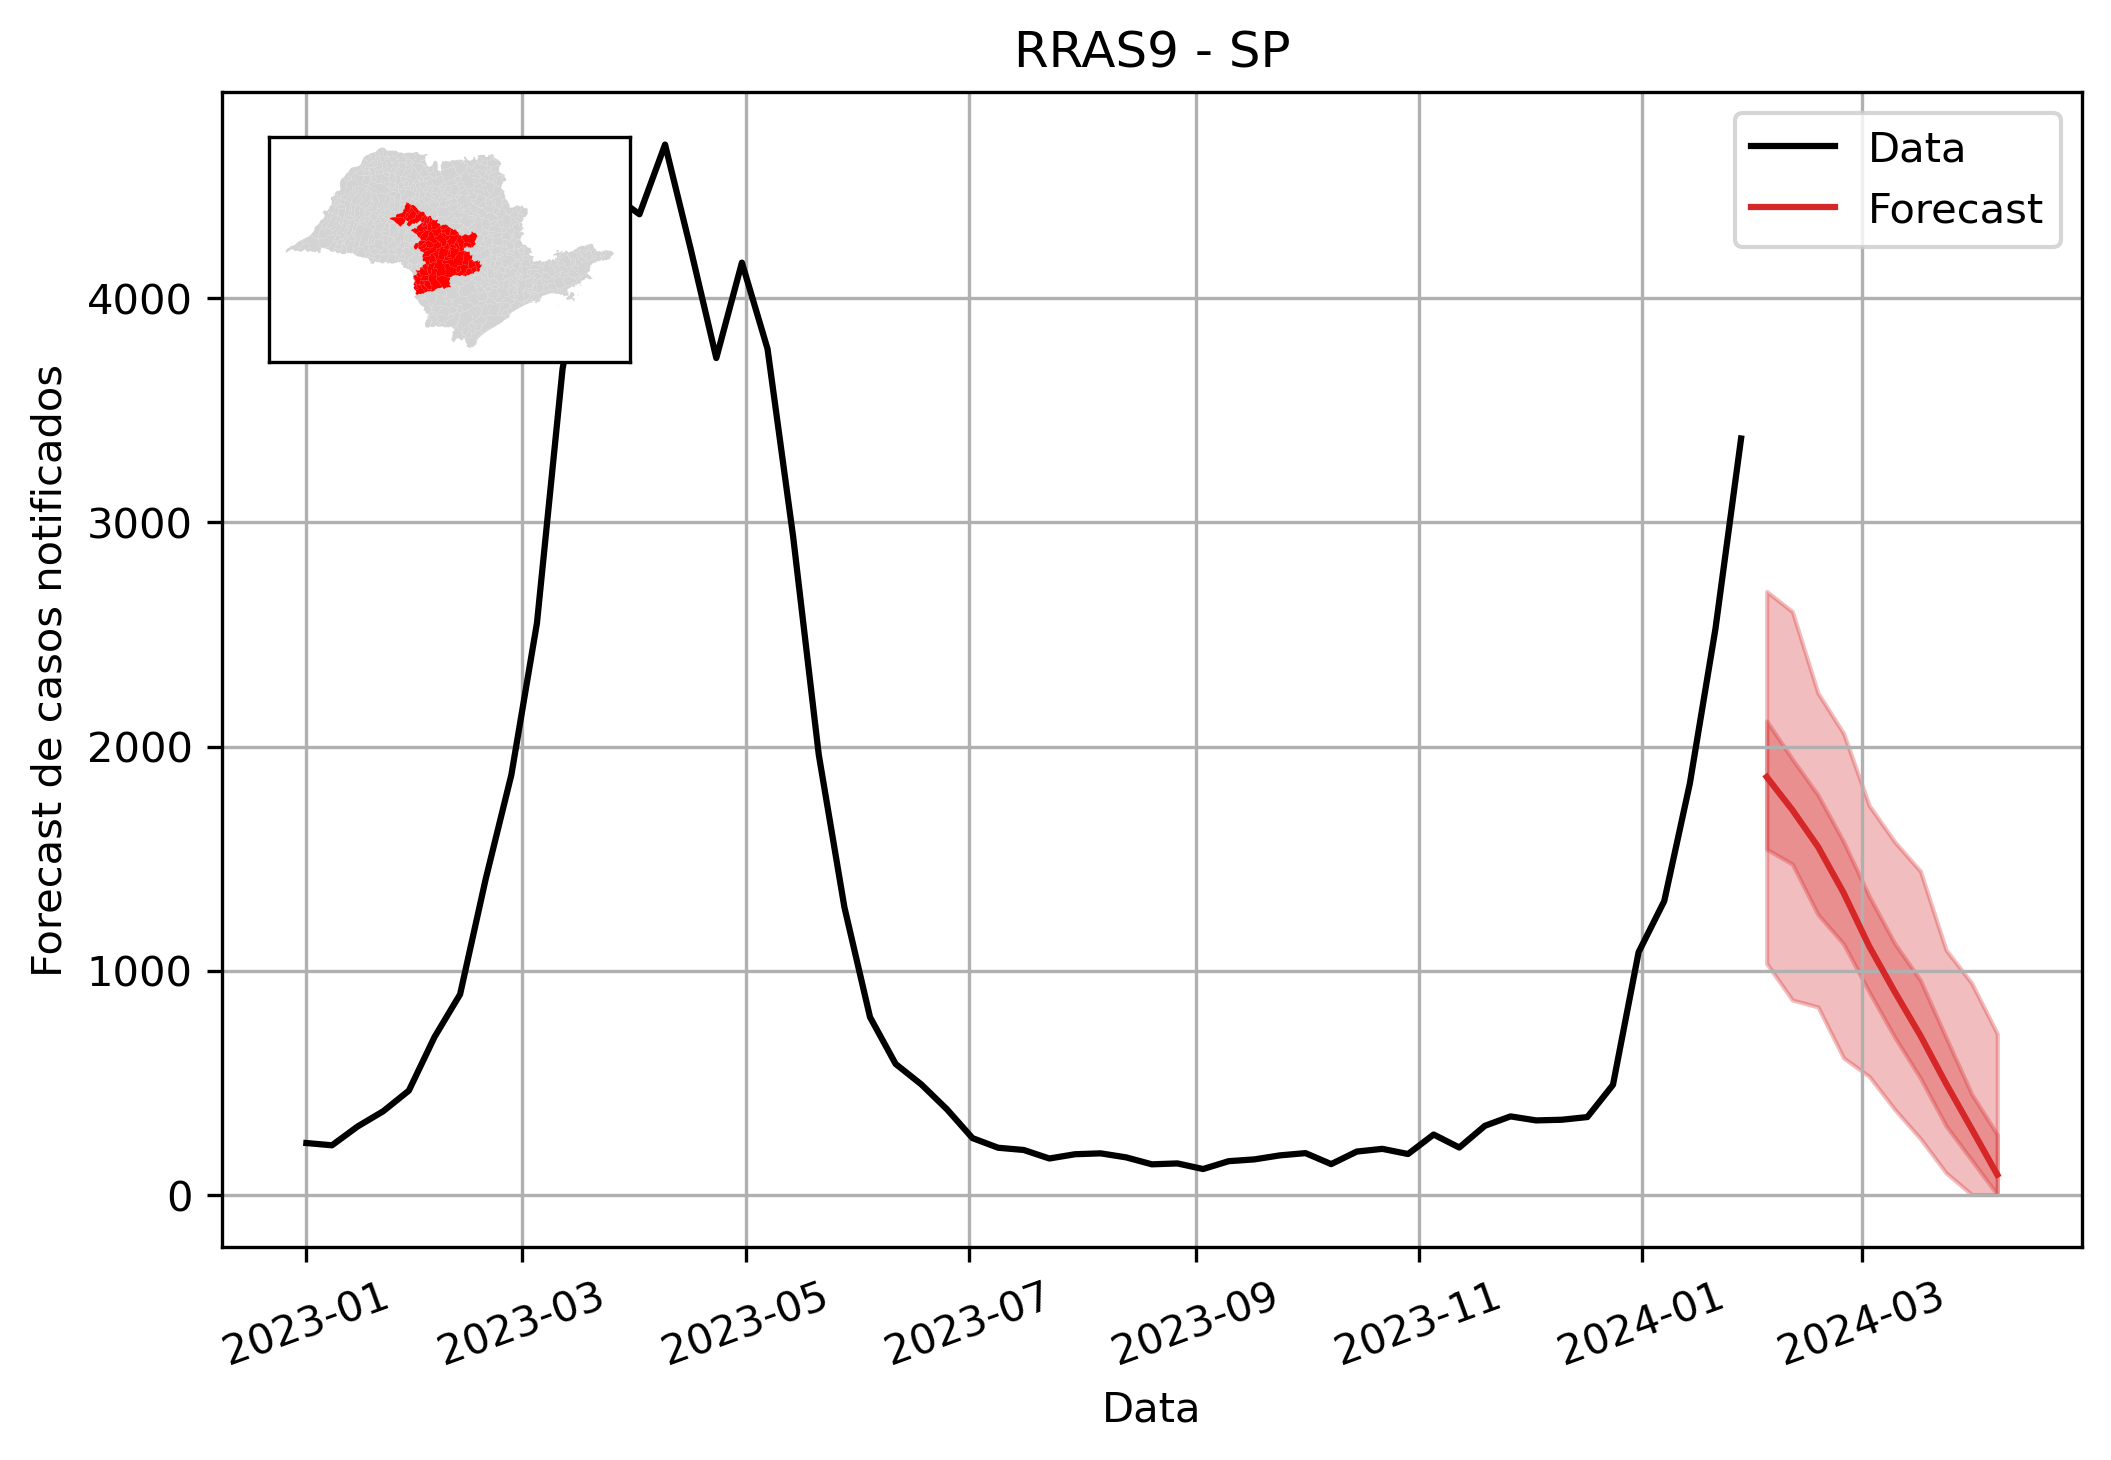 RRAS9 - SP
Data
Forecast
Forecast de casos notificados
4000
3000
2000
1000
0
2023-01
2023-03
2023-05
2023-07
2023-09
2023-11
2024-01
2024-03
Data